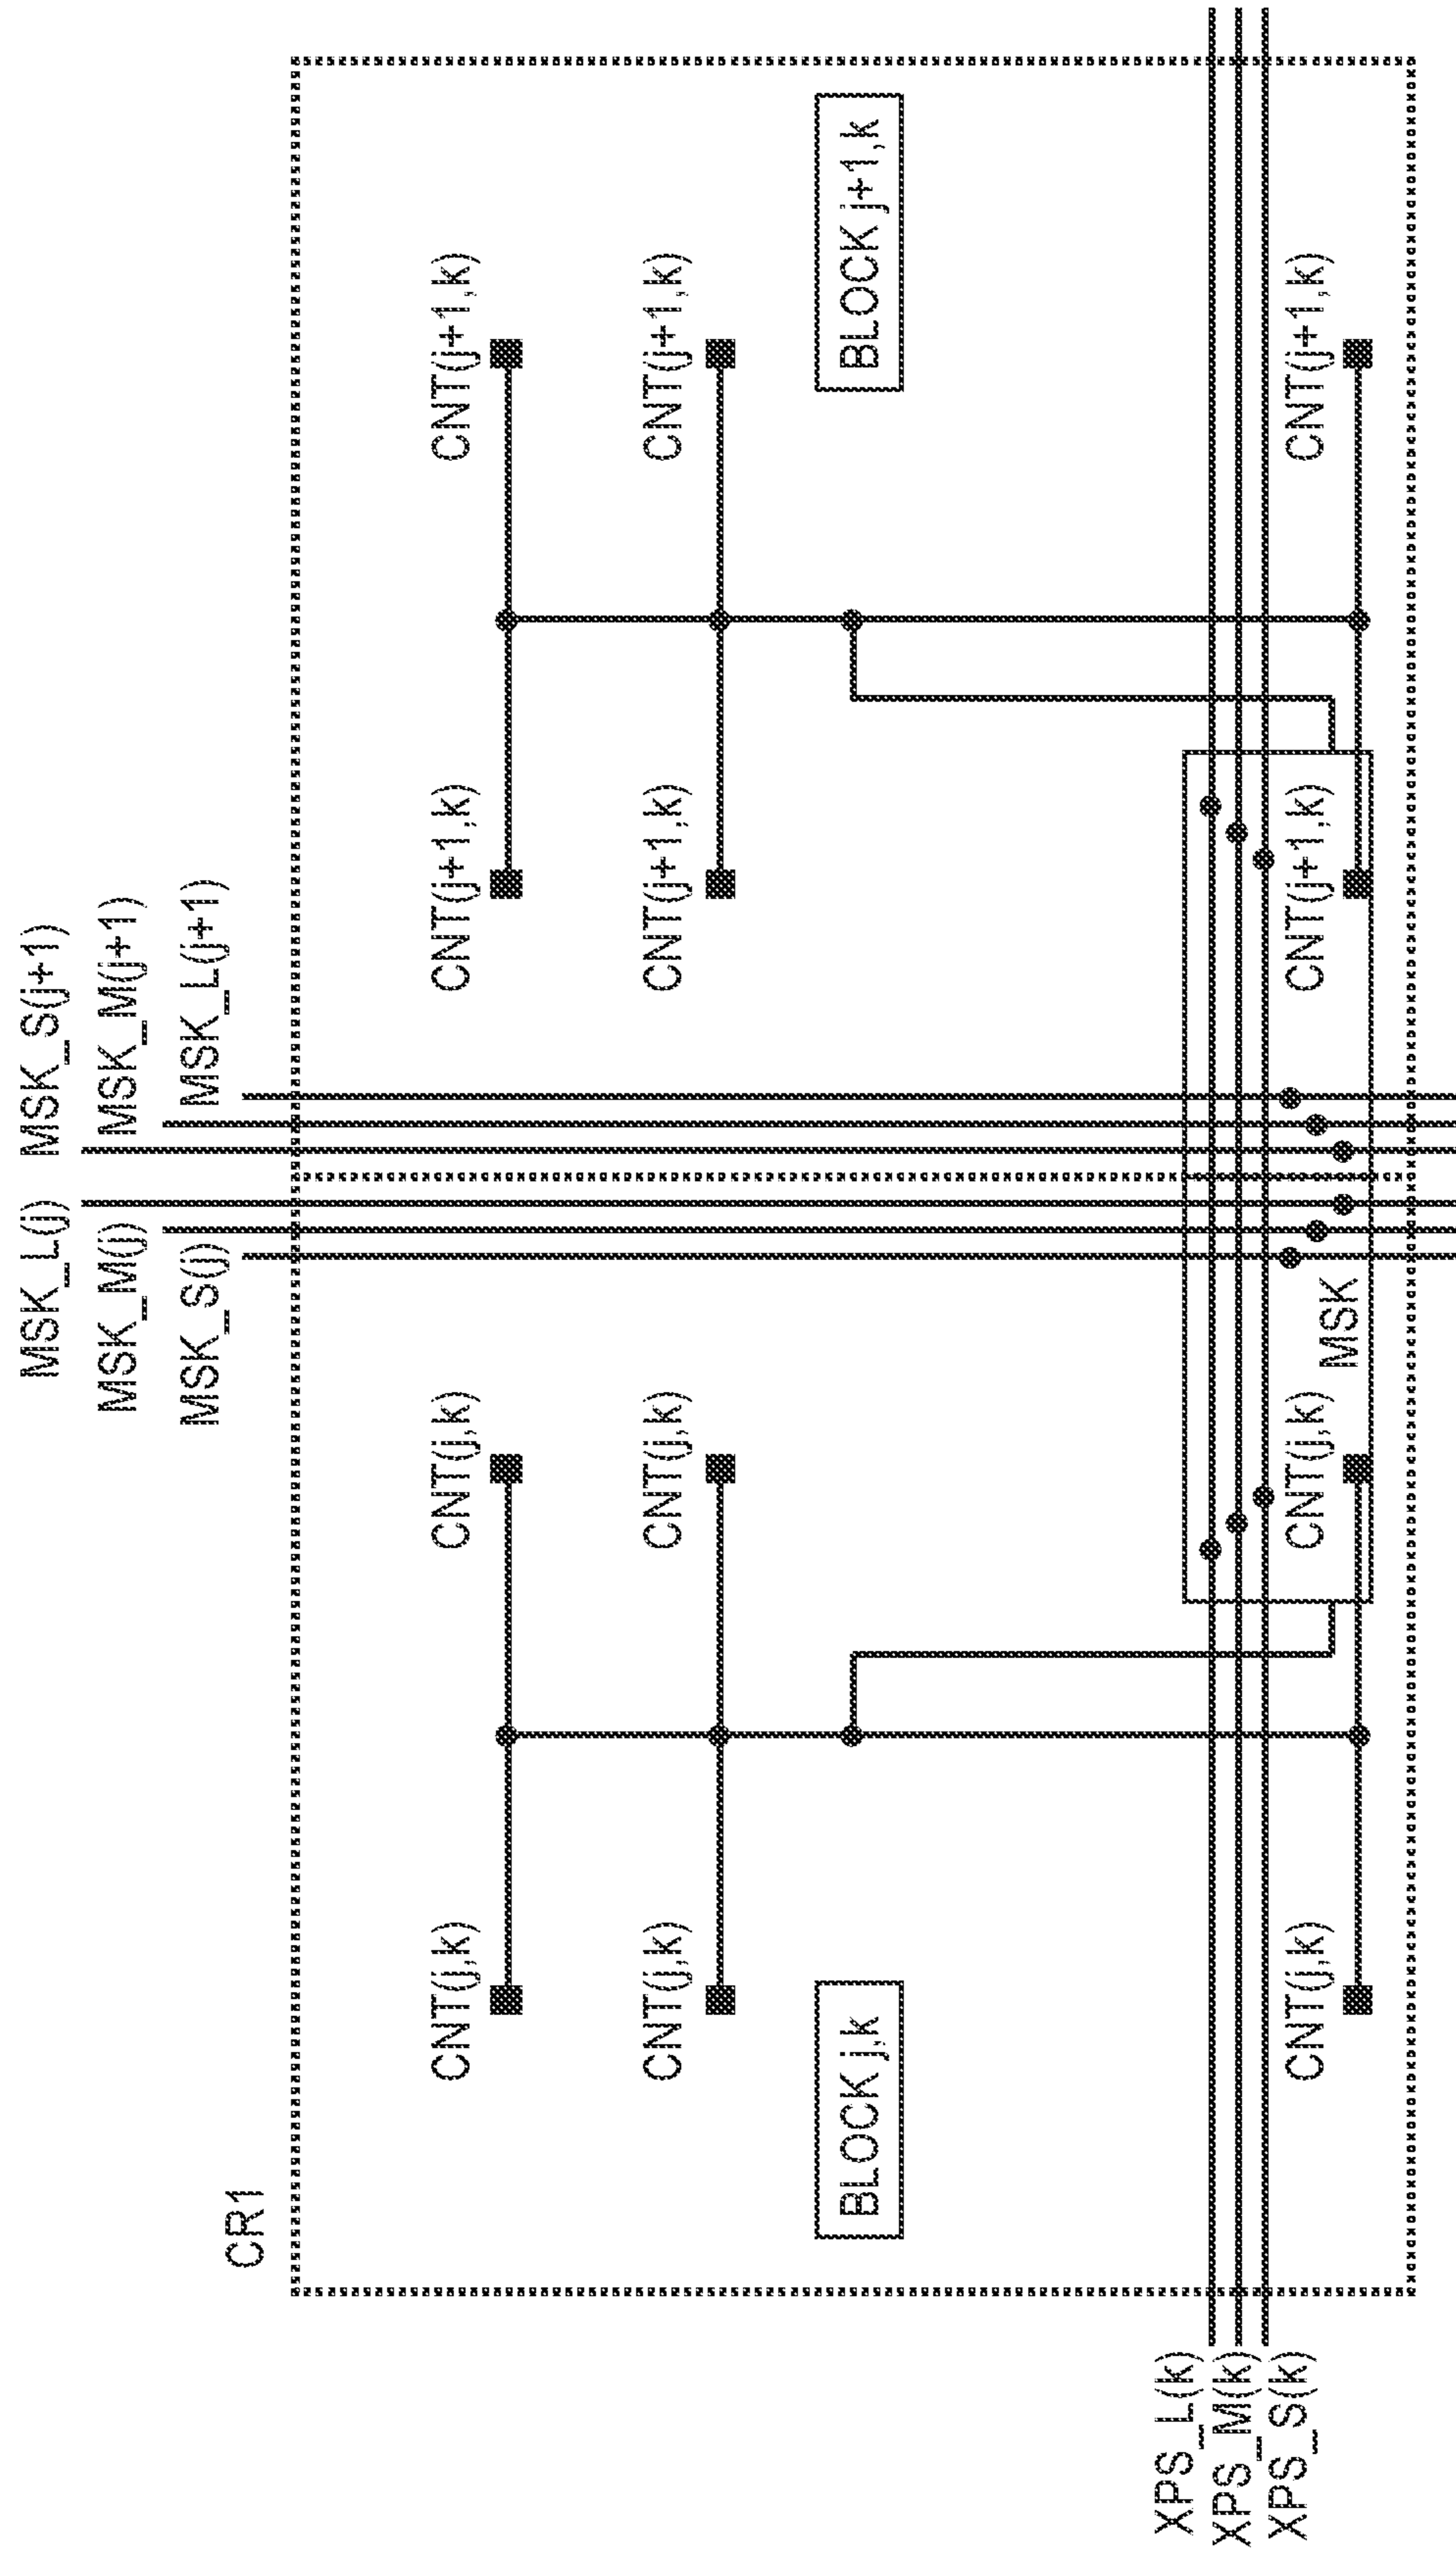 MSK_L(j) MSK_S(j+1)
MSK_M(j) MSK_M(j+1)
MSK_S(j) MSK_L(j+1)
CR1
CNT(j,k) CNT(j,k) CNT(j+1,k) CNT(j+1,k)
CNT(j,k) CNT(j,k) CNT(j+1,k) CNT(j+1,k)
BLOCK j,k BLOCK j+1,k
XPS_L(k)
XPS_M(k)
XPS_S(k)
CNT(j,k) CNT(j,k) CNT(j+1,k) CNT(j+1,k)
MSK